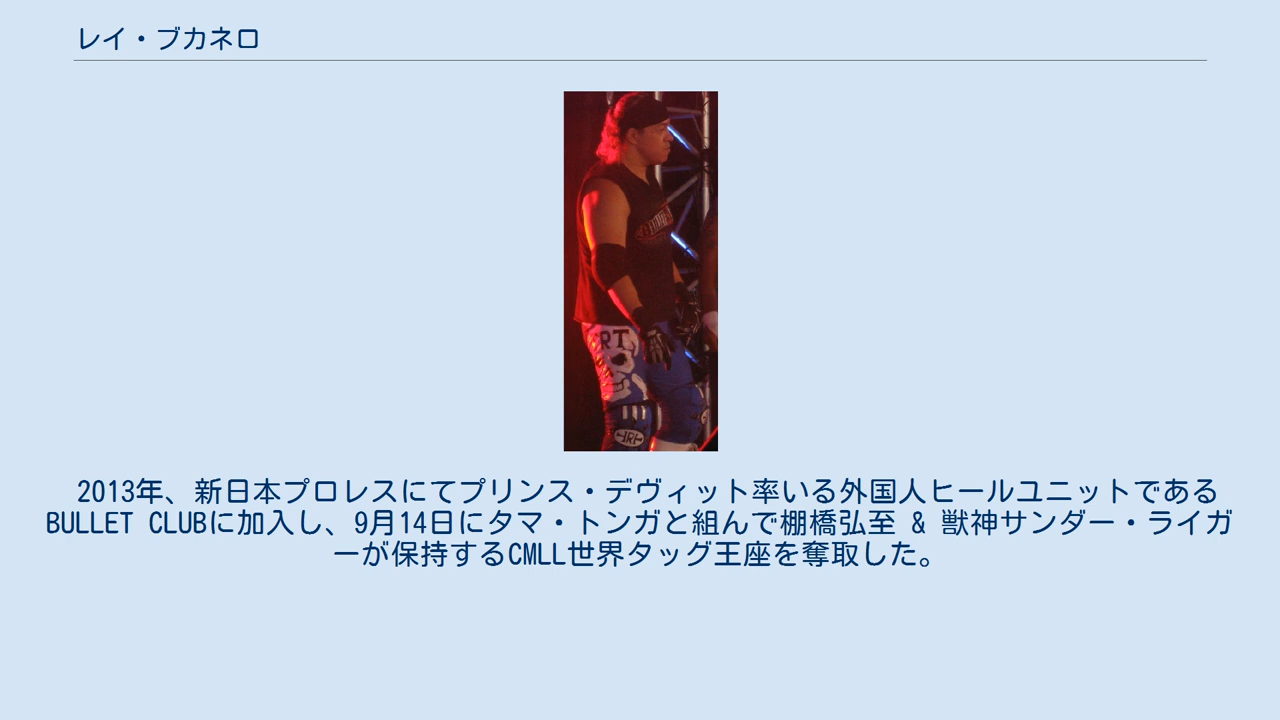 レイ・ブカネロ
RT
2013年、新日本プロレスにてプリンス・デヴィット率いる外国人ヒールユニットである
BULLET CLUBに加入し、9月14日にタマ・トンガと組んで棚橋弘至 & 獣神サンダー・ライガ
ーが保持するCMLL世界タッグ王座を奪取した。